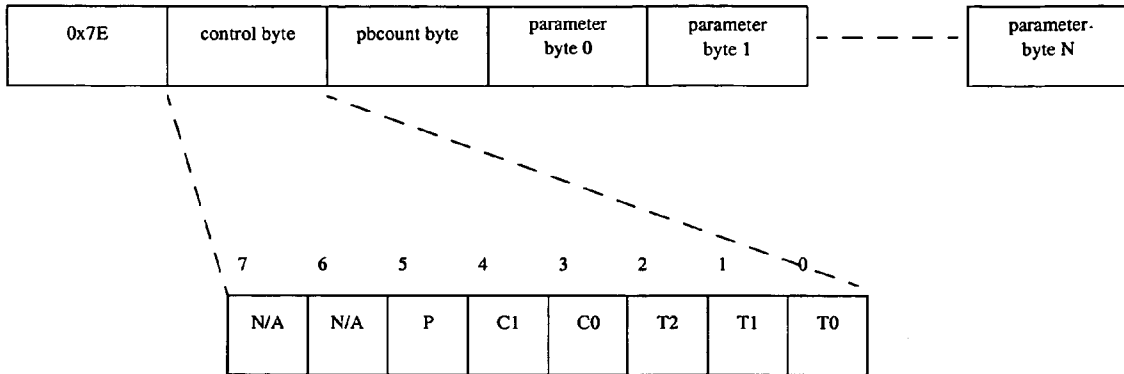 0x7E control byte pbcount byte parameter parameter parameter.
byte 0 byte 1 byte N
7 6 5 4 3 2 1 0
N/A N/A P C1 C0 T2 T1 T0